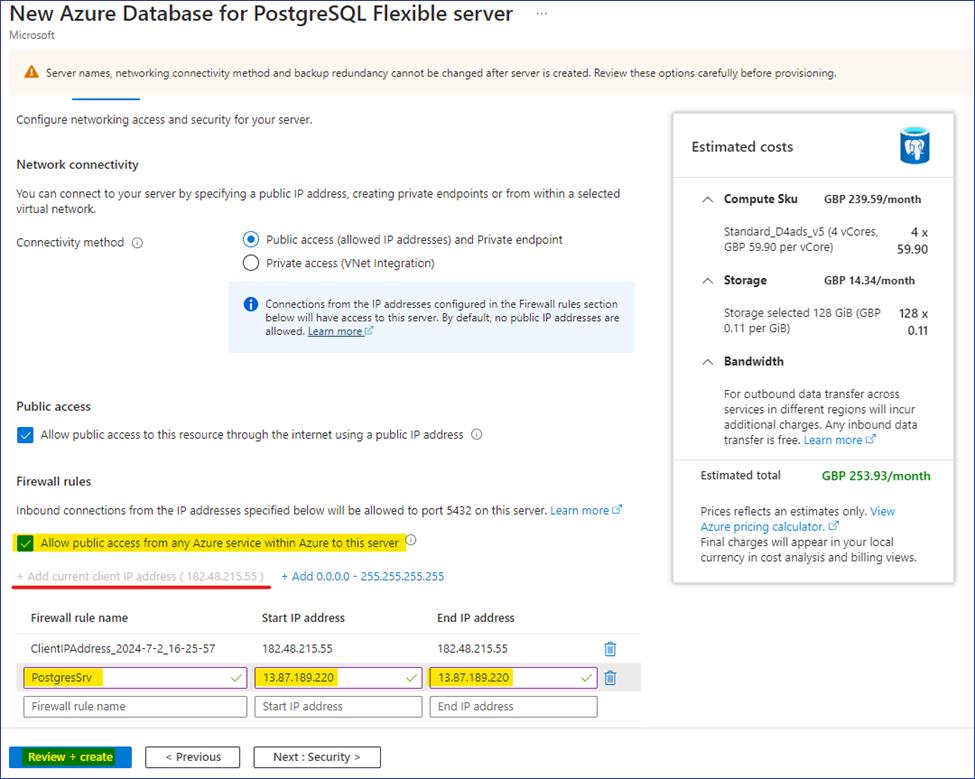 New Azure Database for PostgreSQL Flexible server ...
Microsoft
Server names, networking connectivity method and backup redundancy cannot be changed after server is created. Review these options carefully before provisioning.
Configure networking access and security for your server.
Network connectivity
You can connect to your server by specifying a public IP address, creating private endpoints or from within a selected
virtual network.
Connectivity method
Public access (allowed IP addresses) and Private endpoint
Private access (VNet Integration)
Connections from the IP addresses configured in the Firewall rules section
below will have access to this server. By default, no public IP addresses are
allowed. Learn more
Public access
Allow public access to this resource through the internet using a public IP address
Firewall rules
Inbound connections from the IP addresses specified below will be allowed to port 5432 on this server. Learn more
Allow public access from any Azure service within Azure to this server
+ Add current client IP address ( 182.48.215.55 ) + Add 0.0.0.0 - 255.255.255.255
Firewall rule name Start IP address End IP address
ClientIPAddress_2024-7-2_16-25-57 182.48.215.55 182.48.215.55
PostgresSrv 13.87.189.220 13.87.189.220
Firewall rule name Start IP address End IP address
Review + create < Previous Next : Security >
Estimated costs
Compute Sku GBP 239.59/month
Standard_D4ads_v5 (4 vCores, 4 x
GBP 59.90 per vCore) 59.90
Storage GBP 14.34/month
Storage selected 128 GiB (GBP 128 x
0.11 per GiB) 0.11
Bandwidth
For outbound data transfer across
services in different regions will incur
additional charges. Any inbound data
transfer is free. Learn more
Estimated total GBP 253.93/month
Prices reflects an estimates only. View
Azure pricing calculator.
Final charges will appear in your local
currency in cost analysis and billing views.